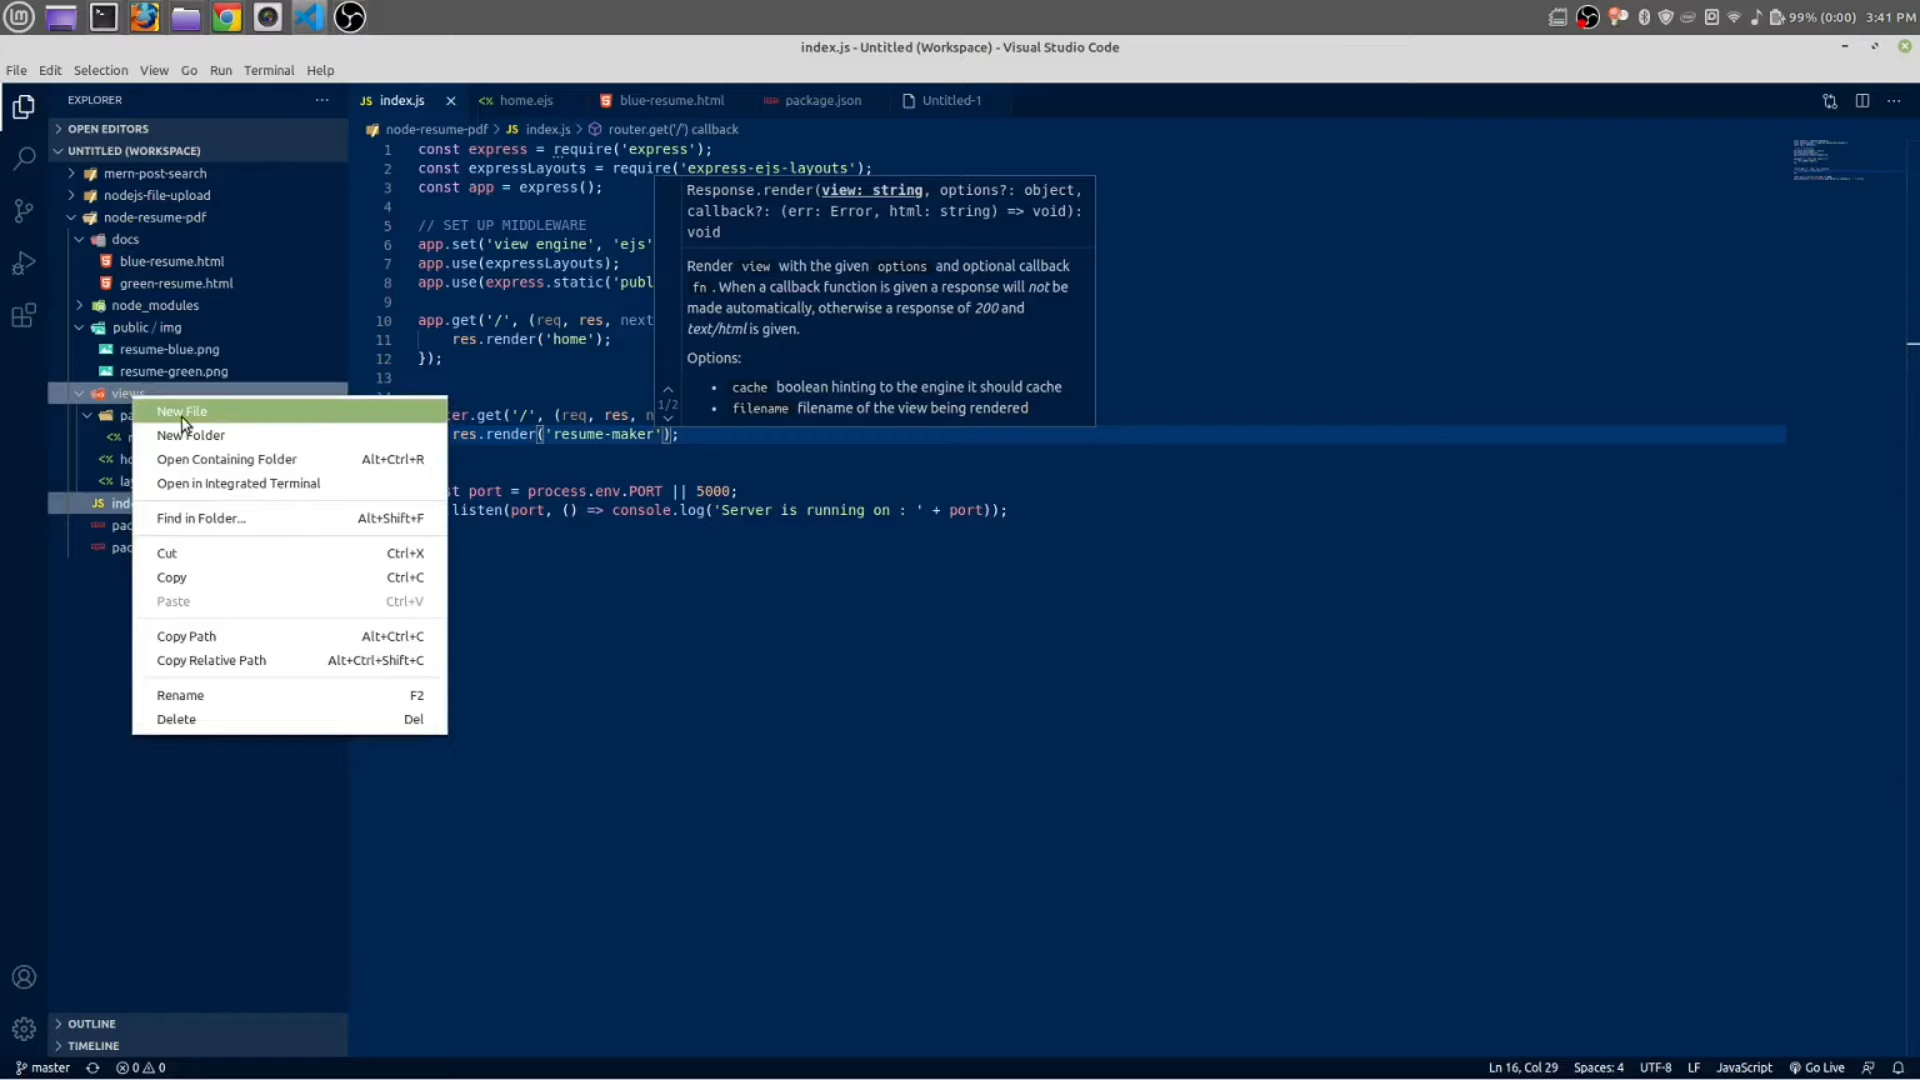 99% (0:00) 3:41 PM
index.js - Untitled (Workspace) - Visual Studio Code
File Edit Selection View Go Run Terminal Help
EXPLORER
OPEN EDITORS
UNTITLED (WORKSPACE)
mern-post-search
nodejs-file-upload
node-resume-pdf
docs
blue-resume.html
green-resume.html
node_modules
public / img
resume-blue.png
resume-green.png
views
New File
New Folder
Open Containing Folder Alt+Ctrl+R
Open in Integrated Terminal
Find in Folder... Alt+Shift+F
Cut Ctrl+X
Copy Ctrl+C
Paste Ctrl+V
Copy Path Alt+Ctrl+C
Copy Relative Path Alt+Ctrl+Shift+C
Rename F2
Delete Del
OUTLINE
TIMELINE
JS index.js <% home.ejs blue-resume.html package.json Untitled-1
node-resume-pdf > JS index.js > router.get('/') callback
1 const express = require('express');
2 const expressLayouts = require('express-ejs-layouts');
3 const app = express();
4
5 // SET UP MIDDLEWARE
6 app.set('view engine', 'ejs'
7 app.use(expressLayouts);
8 app.use(express.static('publ
9
10 app.get('/', (req, res, next
11 res.render('home');
12 });
13
ter.get('/', (req, res, n
res.render('resume-maker');
t port = process.env.PORT || 5000;
listen(port, () => console.log('Server is running on : ' + port));
Response.render(view: string, options?: object,
callback?: (err: Error, html: string) => void):
void
Render view with the given options and optional callback
fn . When a callback function is given a response will not be
made automatically, otherwise a response of 200 and
text/html is given.
Options:
• cache boolean hinting to the engine it should cache
• filename filename of the view being rendered
1/2
master 0 0 Ln 16, Col 29 Spaces: 4 UTF-8 LF JavaScript Go Live